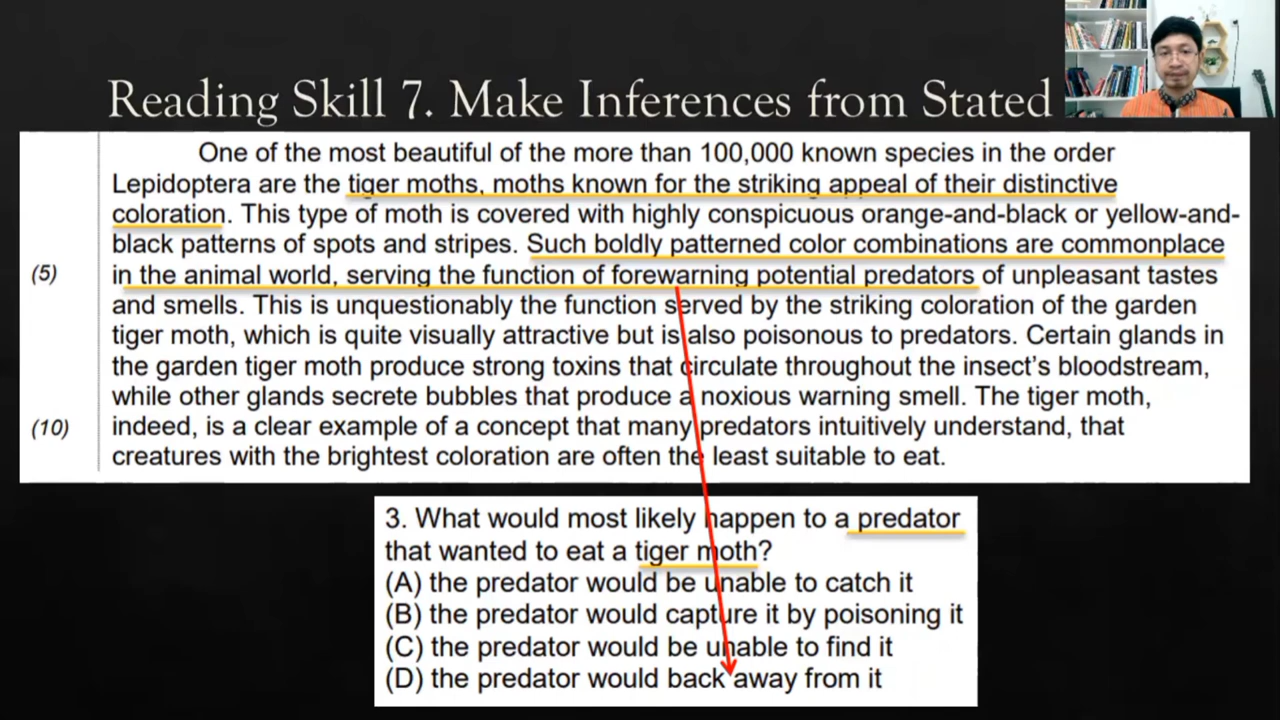 Reading Skill 7. Make Inferences from Stated
One of the most beautiful of the more than 100,000 known species in the order
Lepidoptera are the tiger moths, moths known for the striking appeal of their distinctive
coloration. This type of moth is covered with highly conspicuous orange-and-black or yellow-and-
black patterns of spots and stripes. Such boldly patterned color combinations are commonplace
(5) in the animal world, serving the function of forewarning potential predators of unpleasant tastes
and smells. This is unquestionably the function served by the striking coloration of the garden
tiger moth, which is quite visually attractive but is also poisonous to predators. Certain glands in
the garden tiger moth produce strong toxins that circulate throughout the insect's bloodstream,
while other glands secrete bubbles that produce a noxious warning smell. The tiger moth,
(10) indeed, is a clear example of a concept that many predators intuitively understand, that
creatures with the brightest coloration are often the least suitable to eat.
3. What would most likely happen to a predator
that wanted to eat a tiger moth?
(A) the predator would be unable to catch it
(B) the predator would capture it by poisoning it
(C) the predator would be unable to find it
(D) the predator would back away from it